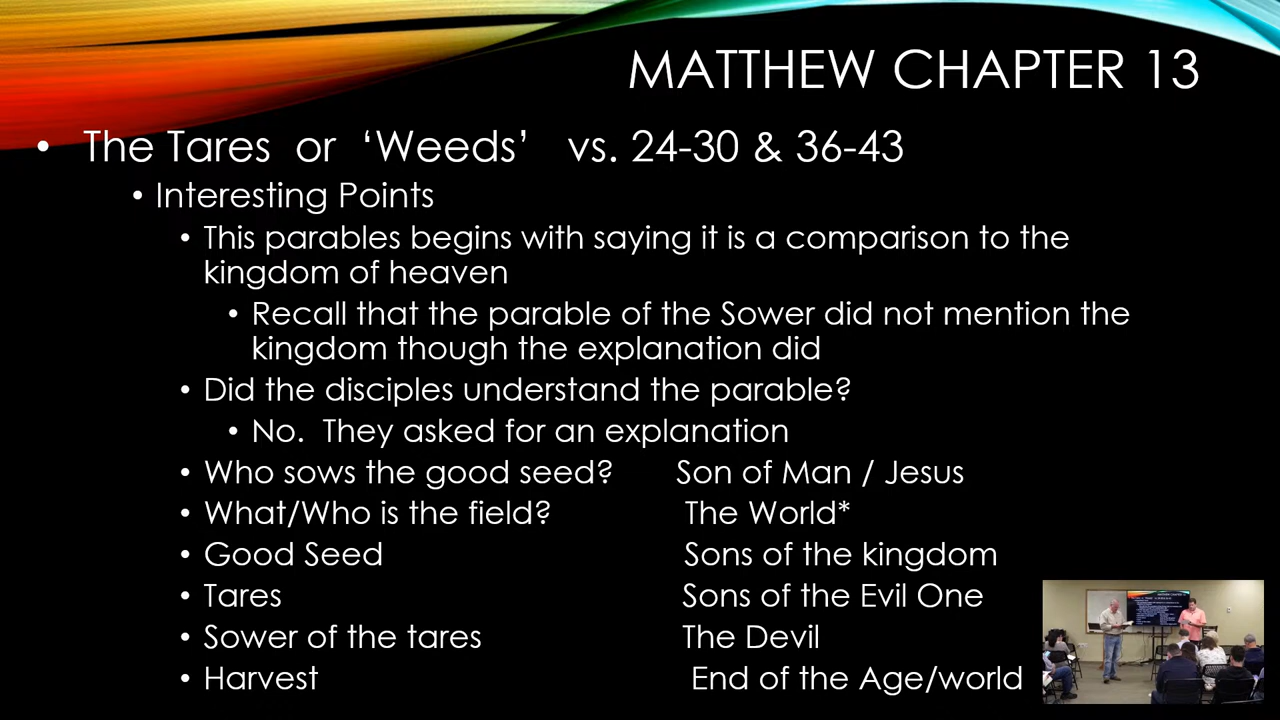 MATTHEW CHAPTER 13
• The Tares or ‘Weeds’ vs. 24-30 & 36-43
• Interesting Points
• This parables begins with saying it is a comparison to the
kingdom of heaven
• Recall that the parable of the Sower did not mention the
kingdom though the explanation did
• Did the disciples understand the parable?
• No. They asked for an explanation
• Who sows the good seed? Son of Man / Jesus
• What/Who is the field? The World*
• Good Seed Sons of the kingdom
• Tares Sons of the Evil One
• Sower of the tares The Devil
• Harvest End of the Age/world